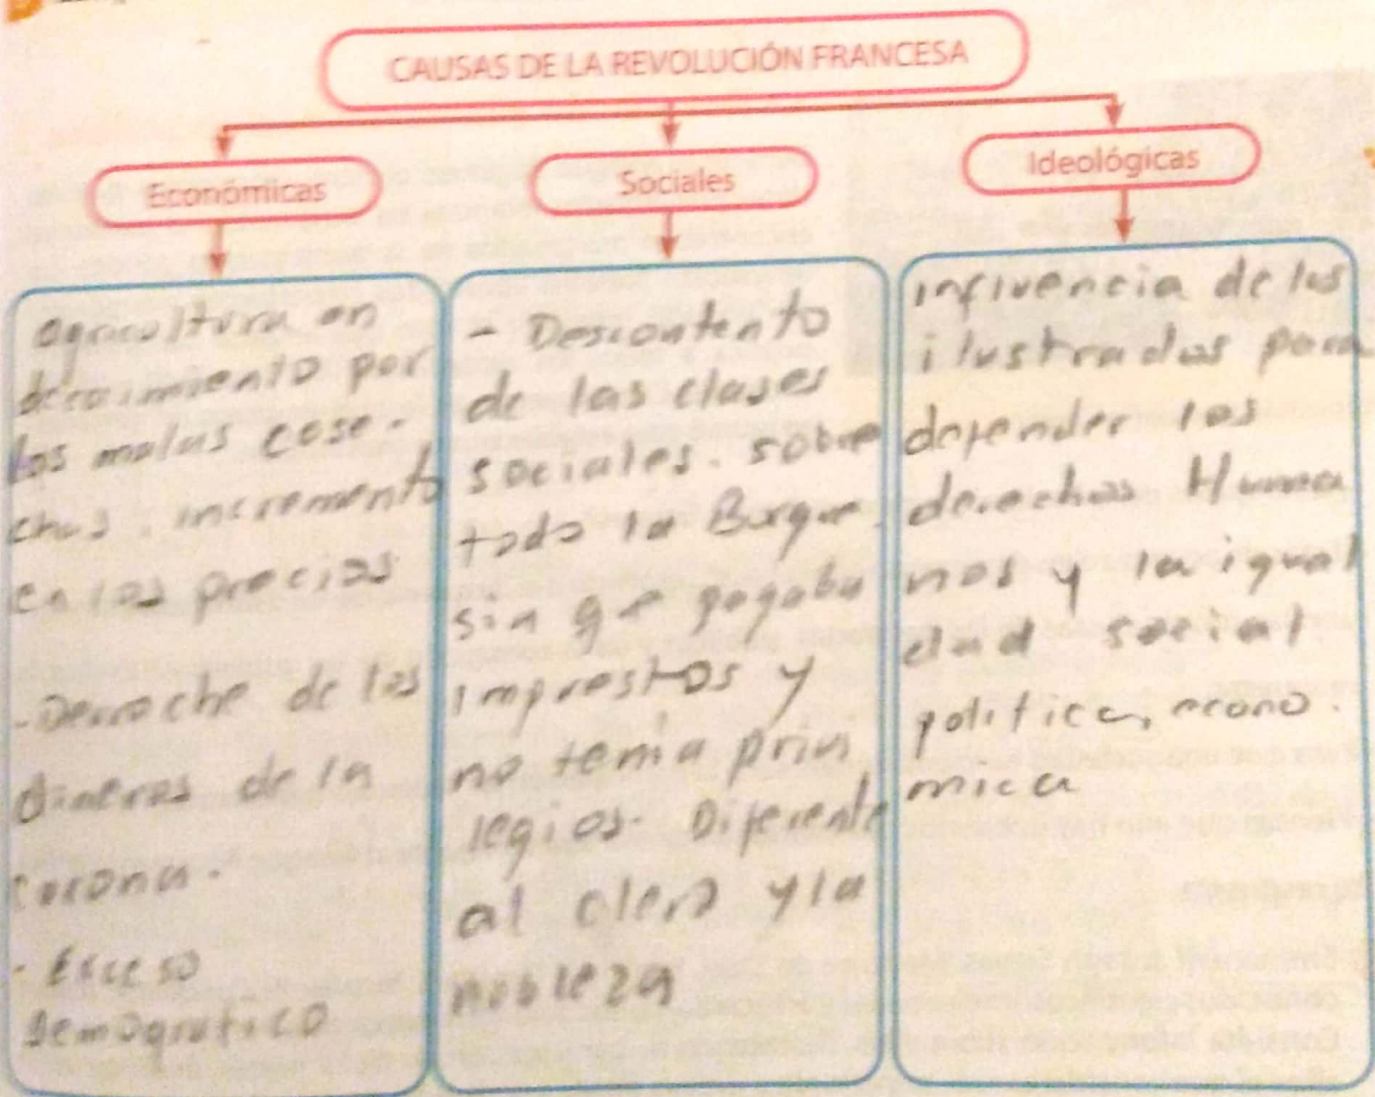 CAUSAS DE LA REVOLUCIÓN FRANCESA
Económicas
Sociales
Ideológicas
agricultura en
decaimiento por
las malas cose-
chas. incremento
en los precios
- Derroche de los
dineros de la
corona.
- Exceso
Demografico
- Descontento
de las clases
sociales. sobre
todo la Burgue.
sia que pagaba
impuestos y
no tenia privi
legios. Diferente
al clero y la
nobleza
influencia de los
ilustrados para
defender los
derechos Huma
nos y la igual
dad social
politica, econo.
mica